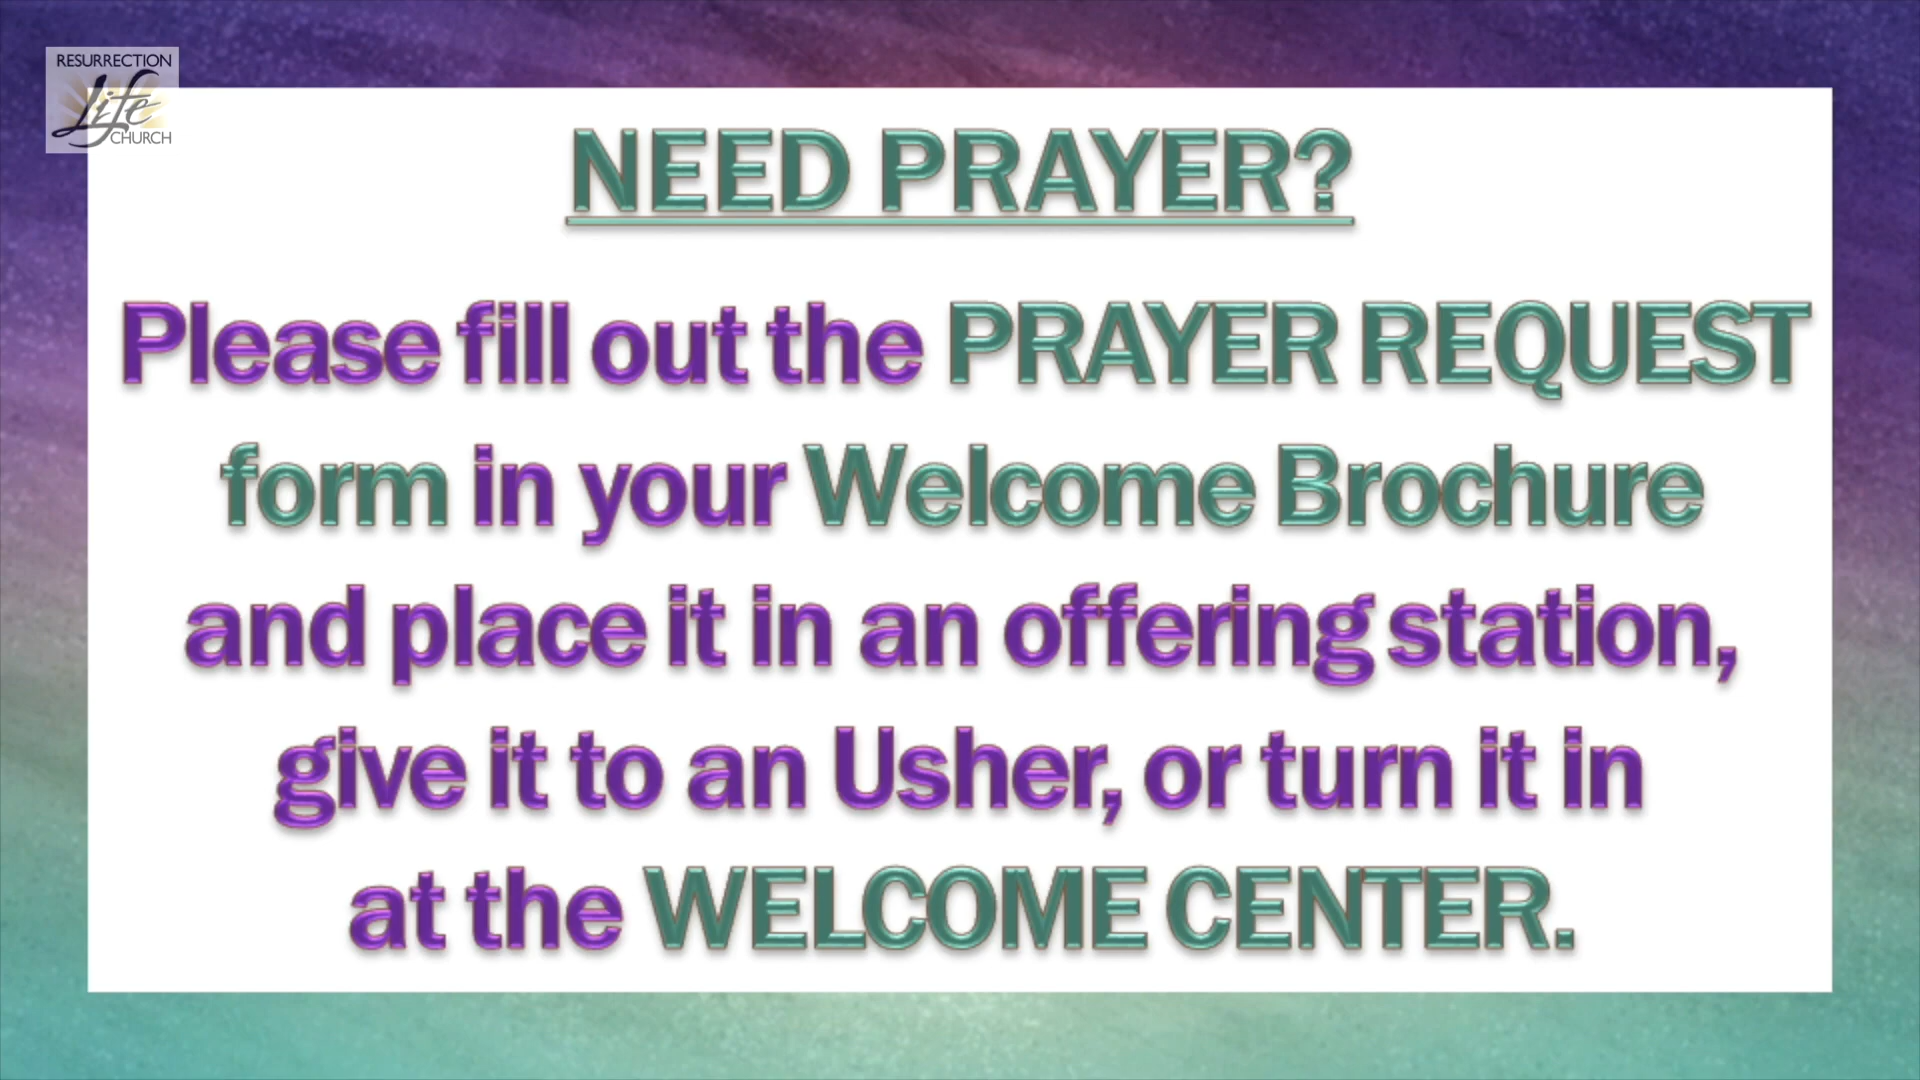 RESURRECTION
Life
CHURCH
NEED PRAYER?
Please fill out the PRAYER REQUEST
form in your Welcome Brochure
and place it in an offering station,
give it to an Usher, or turn it in
at the WELCOME CENTER.